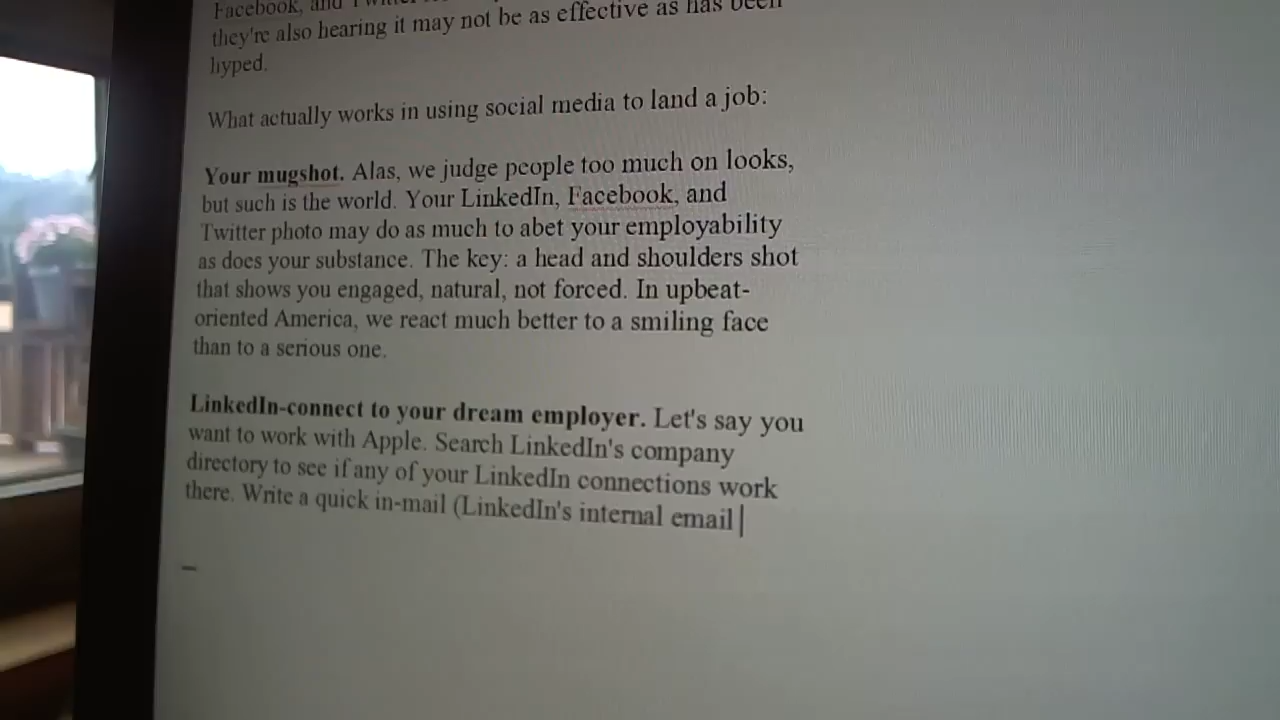 Facebook, and Twitter
they're also hearing it may not be as effective as has been
hyped.
What actually works in using social media to land a job:
Your mugshot. Alas, we judge people too much on looks,
but such is the world. Your LinkedIn, Facebook, and
Twitter photo may do as much to abet your employability
as does your substance. The key: a head and shoulders shot
that shows you engaged, natural, not forced. In upbeat-
oriented America, we react much better to a smiling face
than to a serious one.
LinkedIn-connect to your dream employer. Let's say you
want to work with Apple. Search LinkedIn's company
directory to see if any of your LinkedIn connections work
there. Write a quick in-mail (LinkedIn's internal email